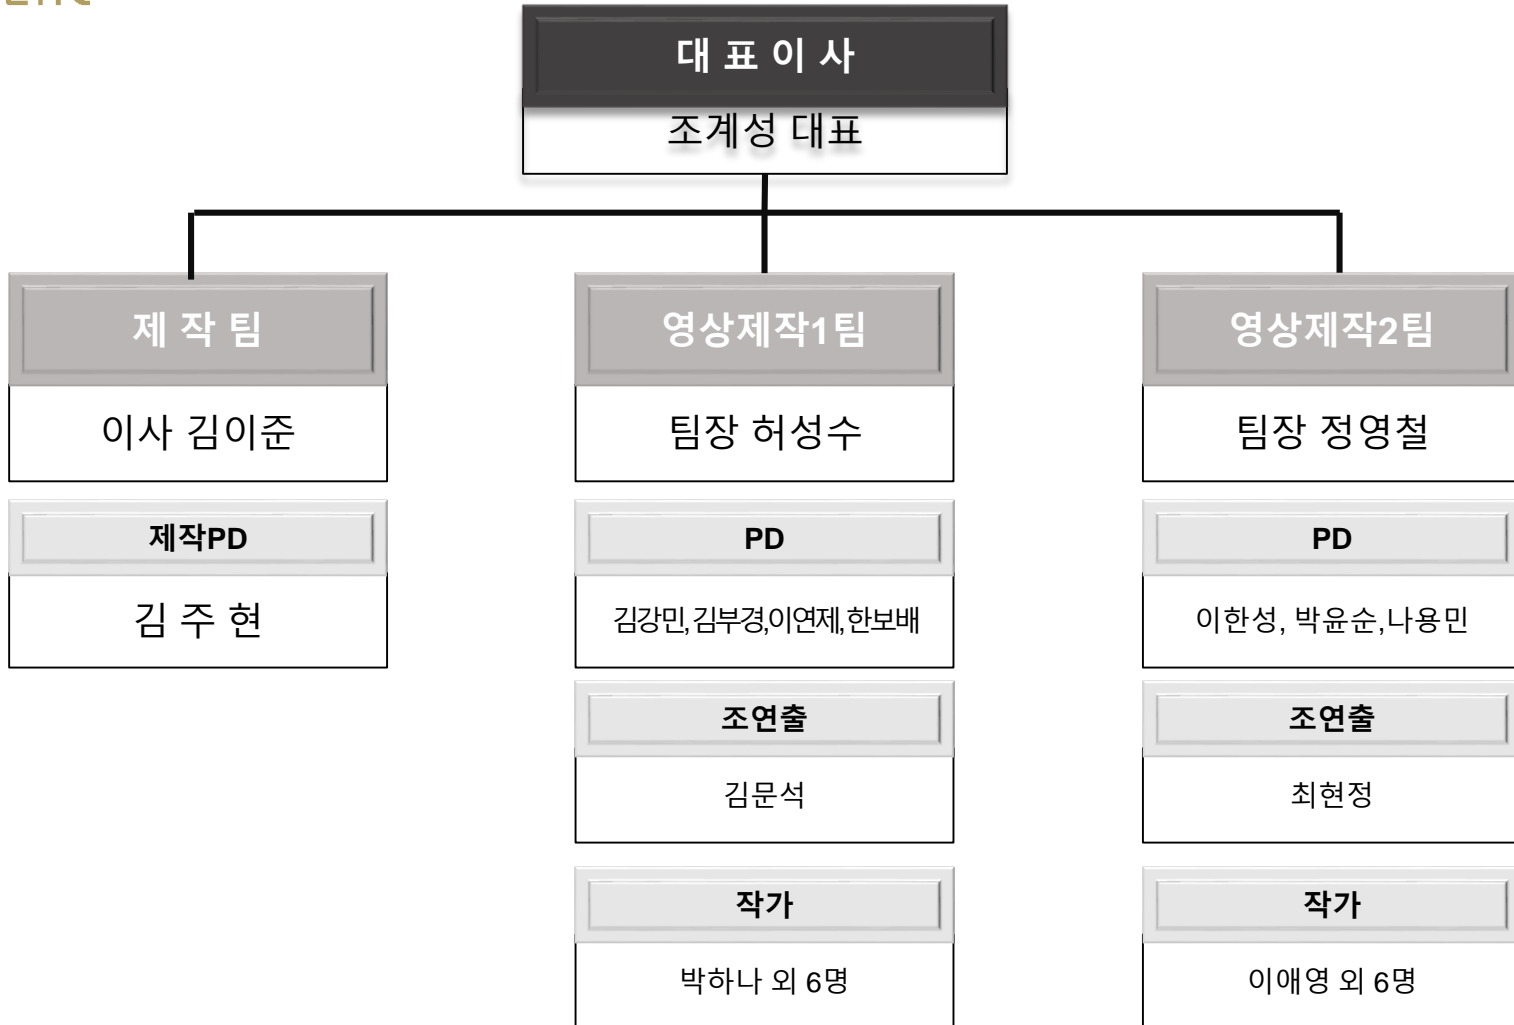 대 표 이 사
조계성 대표
제 작 팀
이사 김이준
제작PD
김 주 현
영상제작1팀
팀장 허성수
PD
김강민,김부경,이연제,한보배
조연출
김문석
작가
박하나 외 6명
영상제작2팀
팀장 정영철
PD
이한성, 박윤순,나용민
조연출
최현정
작가
이애영 외 6명